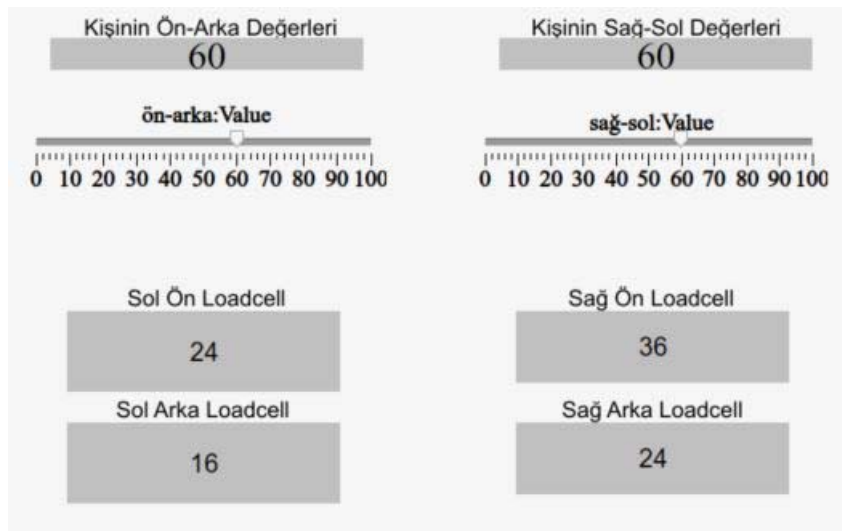 Kişinin Ön-Arka Değerleri
60
ön-arka:Value
0 10 20 30 40 50 60 70 80 90 100
Kişinin Sağ-Sol Değerleri
60
sağ-sol:Value
0 10 20 30 40 50 60 70 80 90 100
Sol Ön Loadcell
24
Sağ Ön Loadcell
36
Sol Arka Loadcell
16
Sağ Arka Loadcell
24